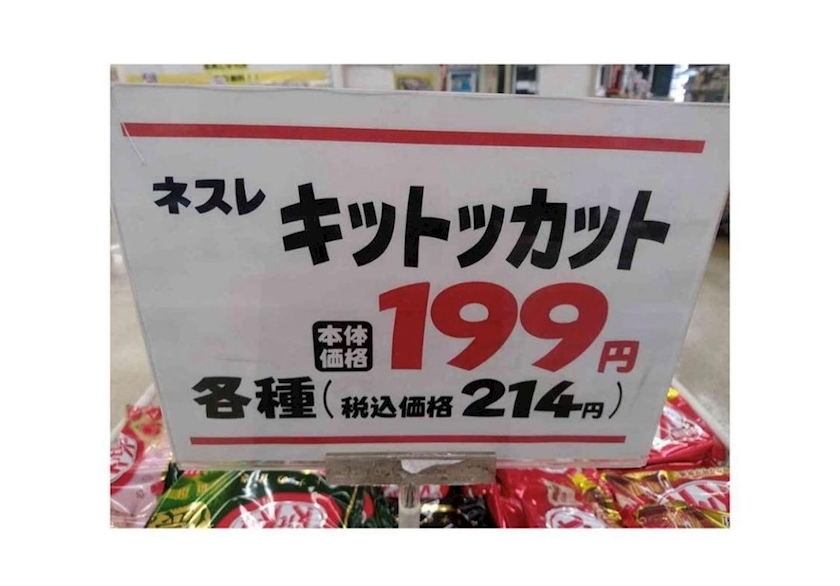 ネスレ キットッカット
本体価格 199円
各種(税込価格 214円)